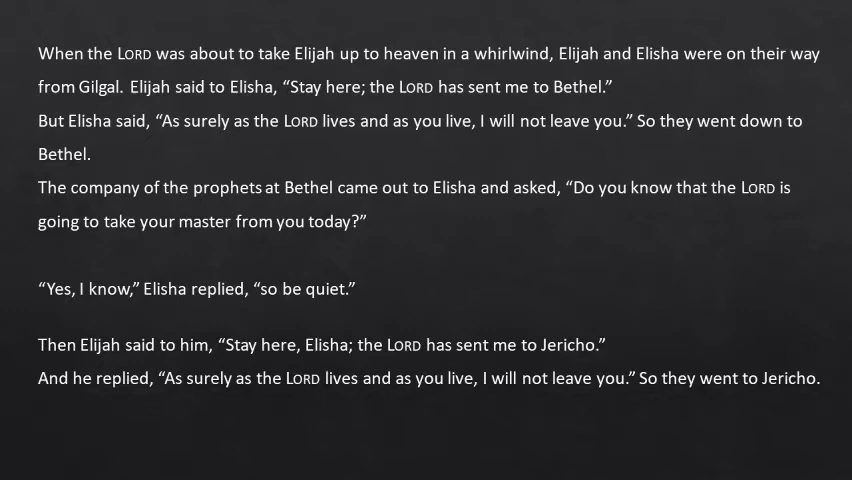 When the LORD was about to take Elijah up to heaven in a whirlwind, Elijah and Elisha were on their way
from Gilgal. Elijah said to Elisha, “Stay here; the LORD has sent me to Bethel.”
But Elisha said, “As surely as the LORD lives and as you live, I will not leave you.” So they went down to
Bethel.
The company of the prophets at Bethel came out to Elisha and asked, “Do you know that the LORD is
going to take your master from you today?”
“Yes, I know,” Elisha replied, “so be quiet.”
Then Elijah said to him, “Stay here, Elisha; the LORD has sent me to Jericho.”
And he replied, “As surely as the LORD lives and as you live, I will not leave you.” So they went to Jericho.